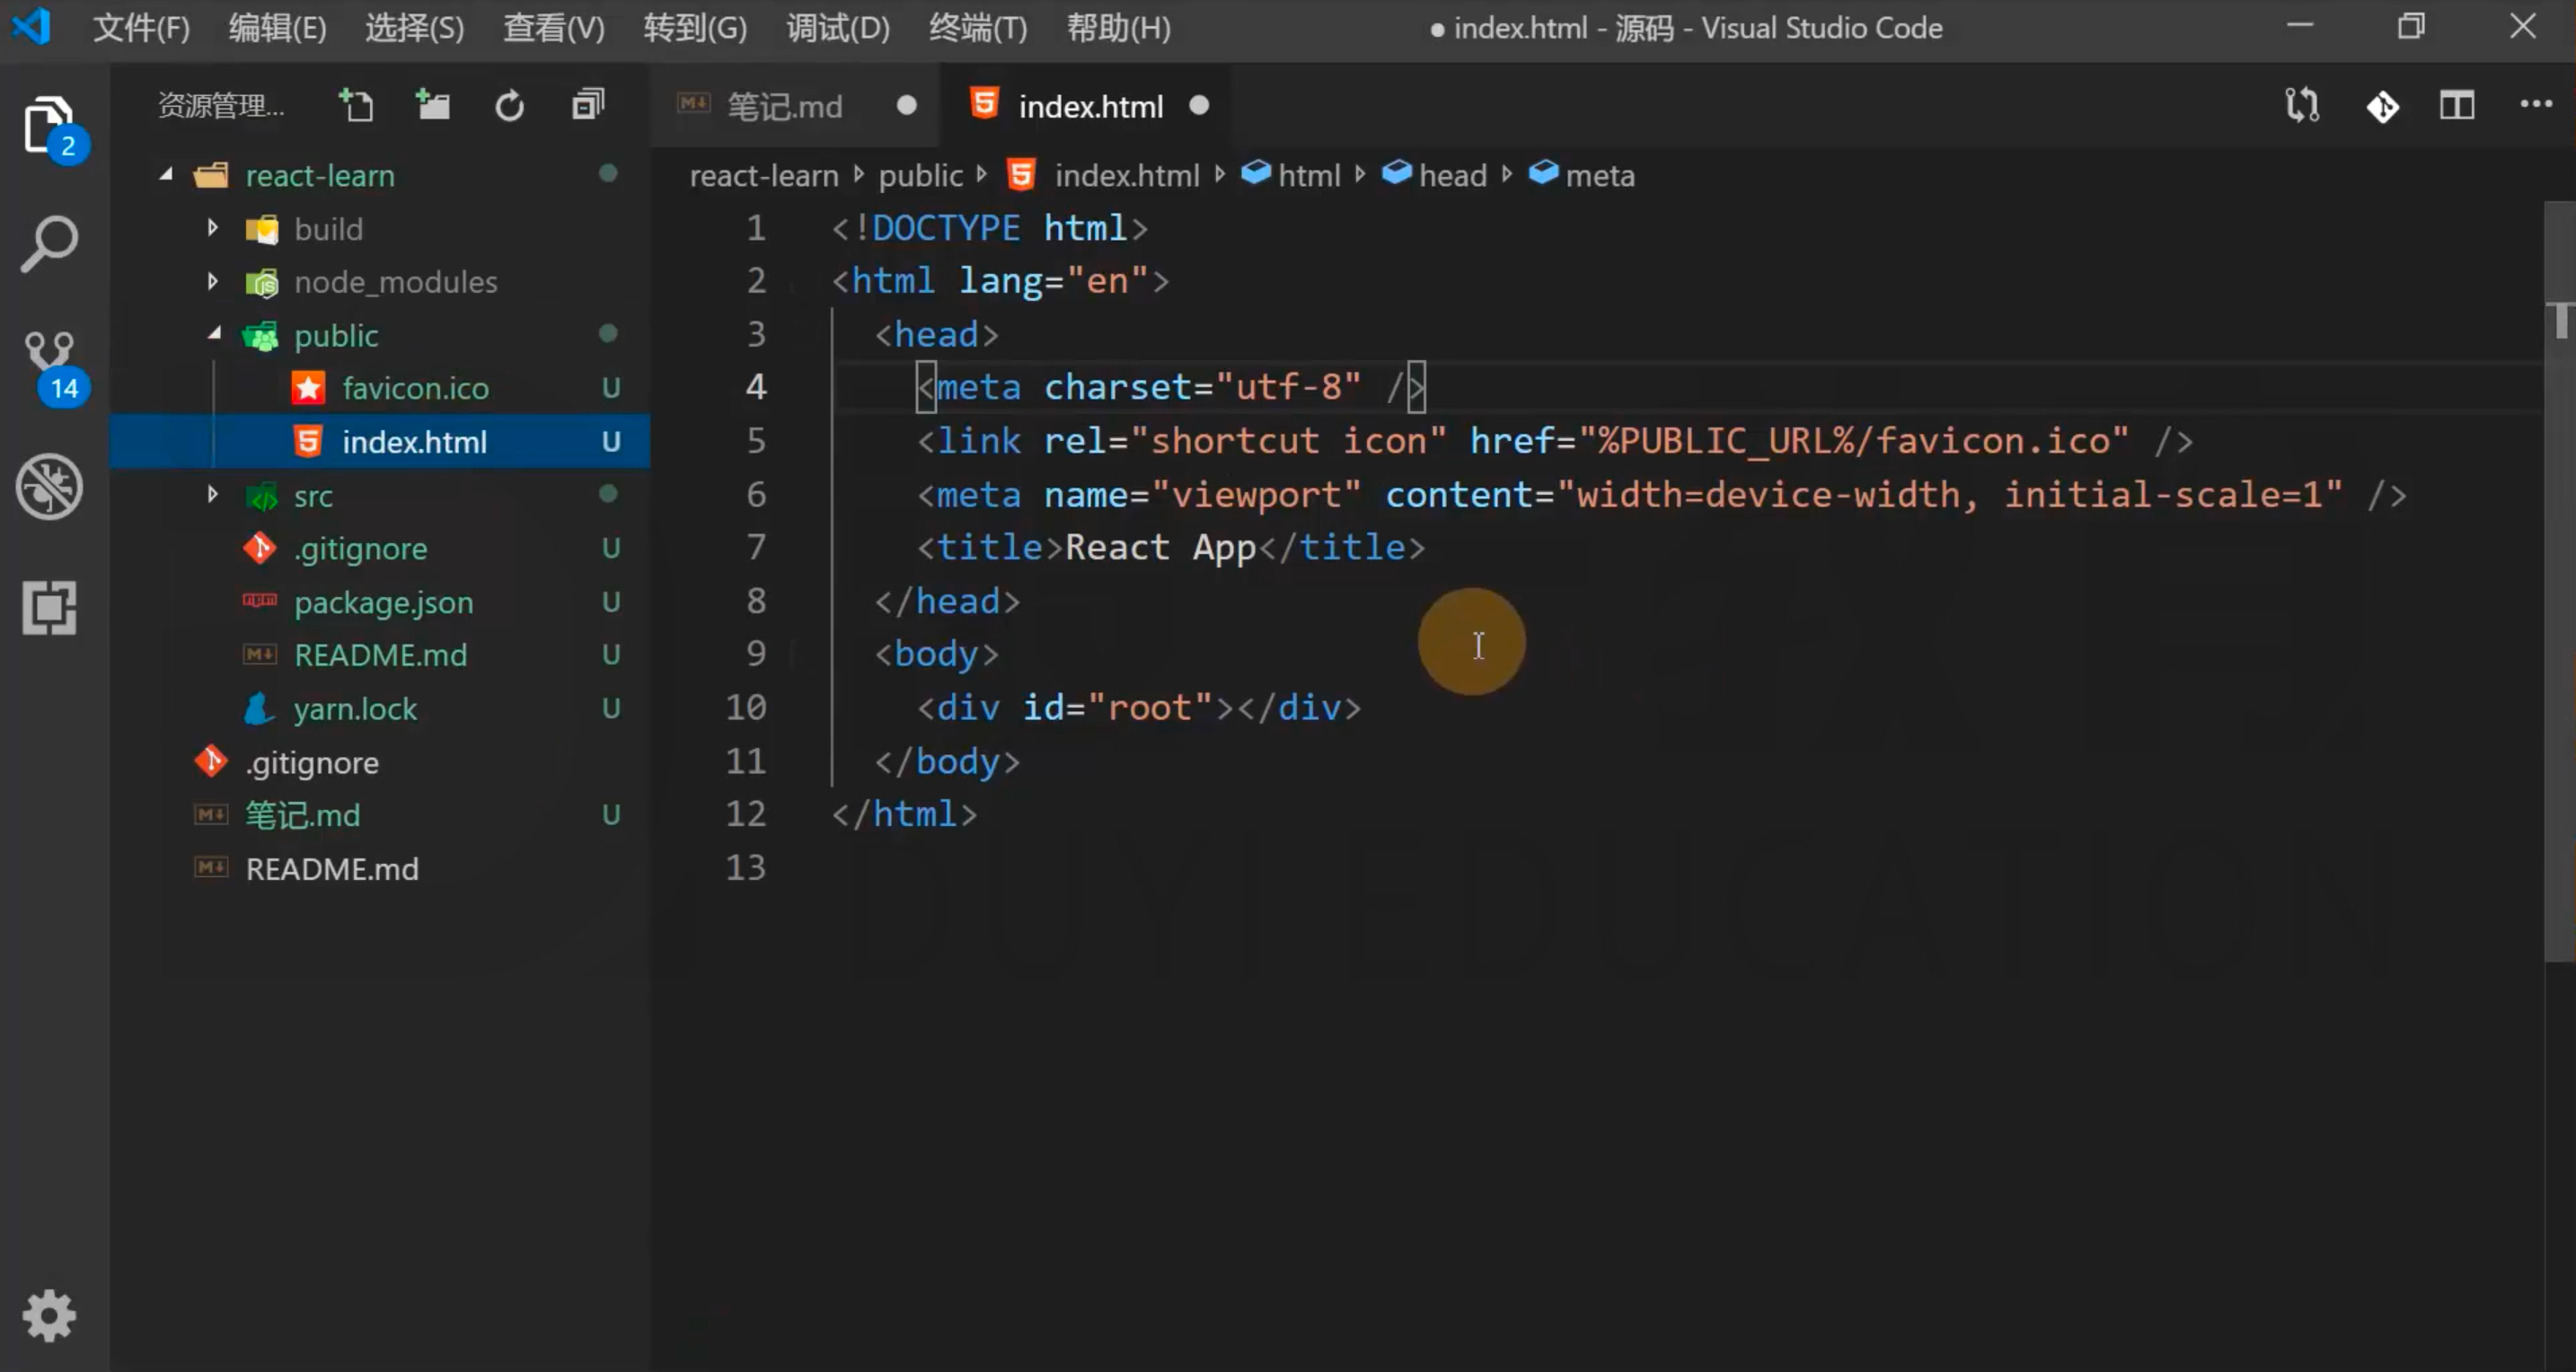 文件(F) 编辑(E) 选择(S) 查看(V) 转到(G) 调试(D) 终端(T) 帮助(H) ● index.html - 源码 - Visual Studio Code
资源管理...
笔记.md
index.html
react-learn
build
node_modules
public
favicon.ico U
index.html U
src
.gitignore U
package.json U
README.md U
yarn.lock U
.gitignore
笔记.md U
README.md
2
14
react-learn public index.html html head meta
1 <!DOCTYPE html>
2 <html lang="en">
3 <head>
4 <meta charset="utf-8" />
5 <link rel="shortcut icon" href="%PUBLIC_URL%/favicon.ico" />
6 <meta name="viewport" content="width=device-width, initial-scale=1" />
7 <title>React App</title>
8 </head>
9 <body>
10 <div id="root"></div>
11 </body>
12 </html>
13
DUYI EDUCATION